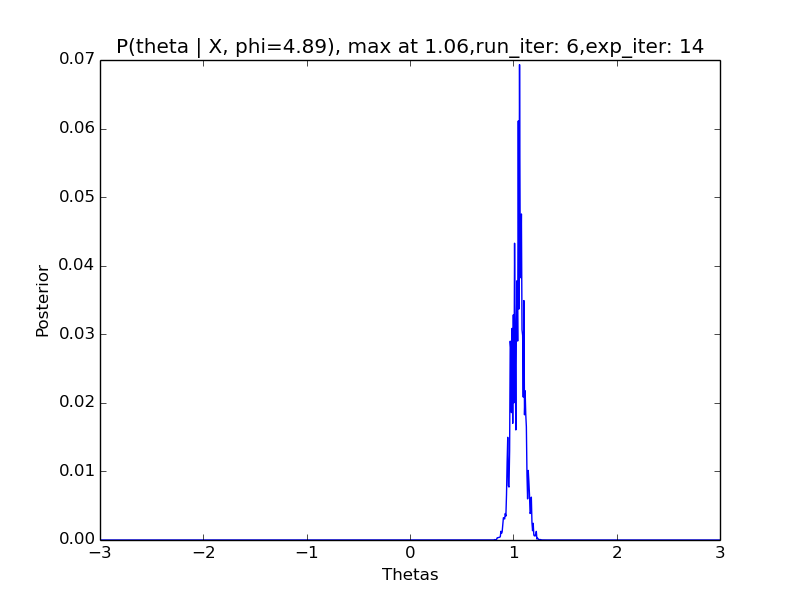 P(theta | X, phi=4.89), max at 1.06,run_iter: 6,exp_iter: 14
0.07
0.06
0.05
0.04
0.03
0.02
0.01
0.00
Posterior
−3 −2 −1 0 1 2 3
Thetas